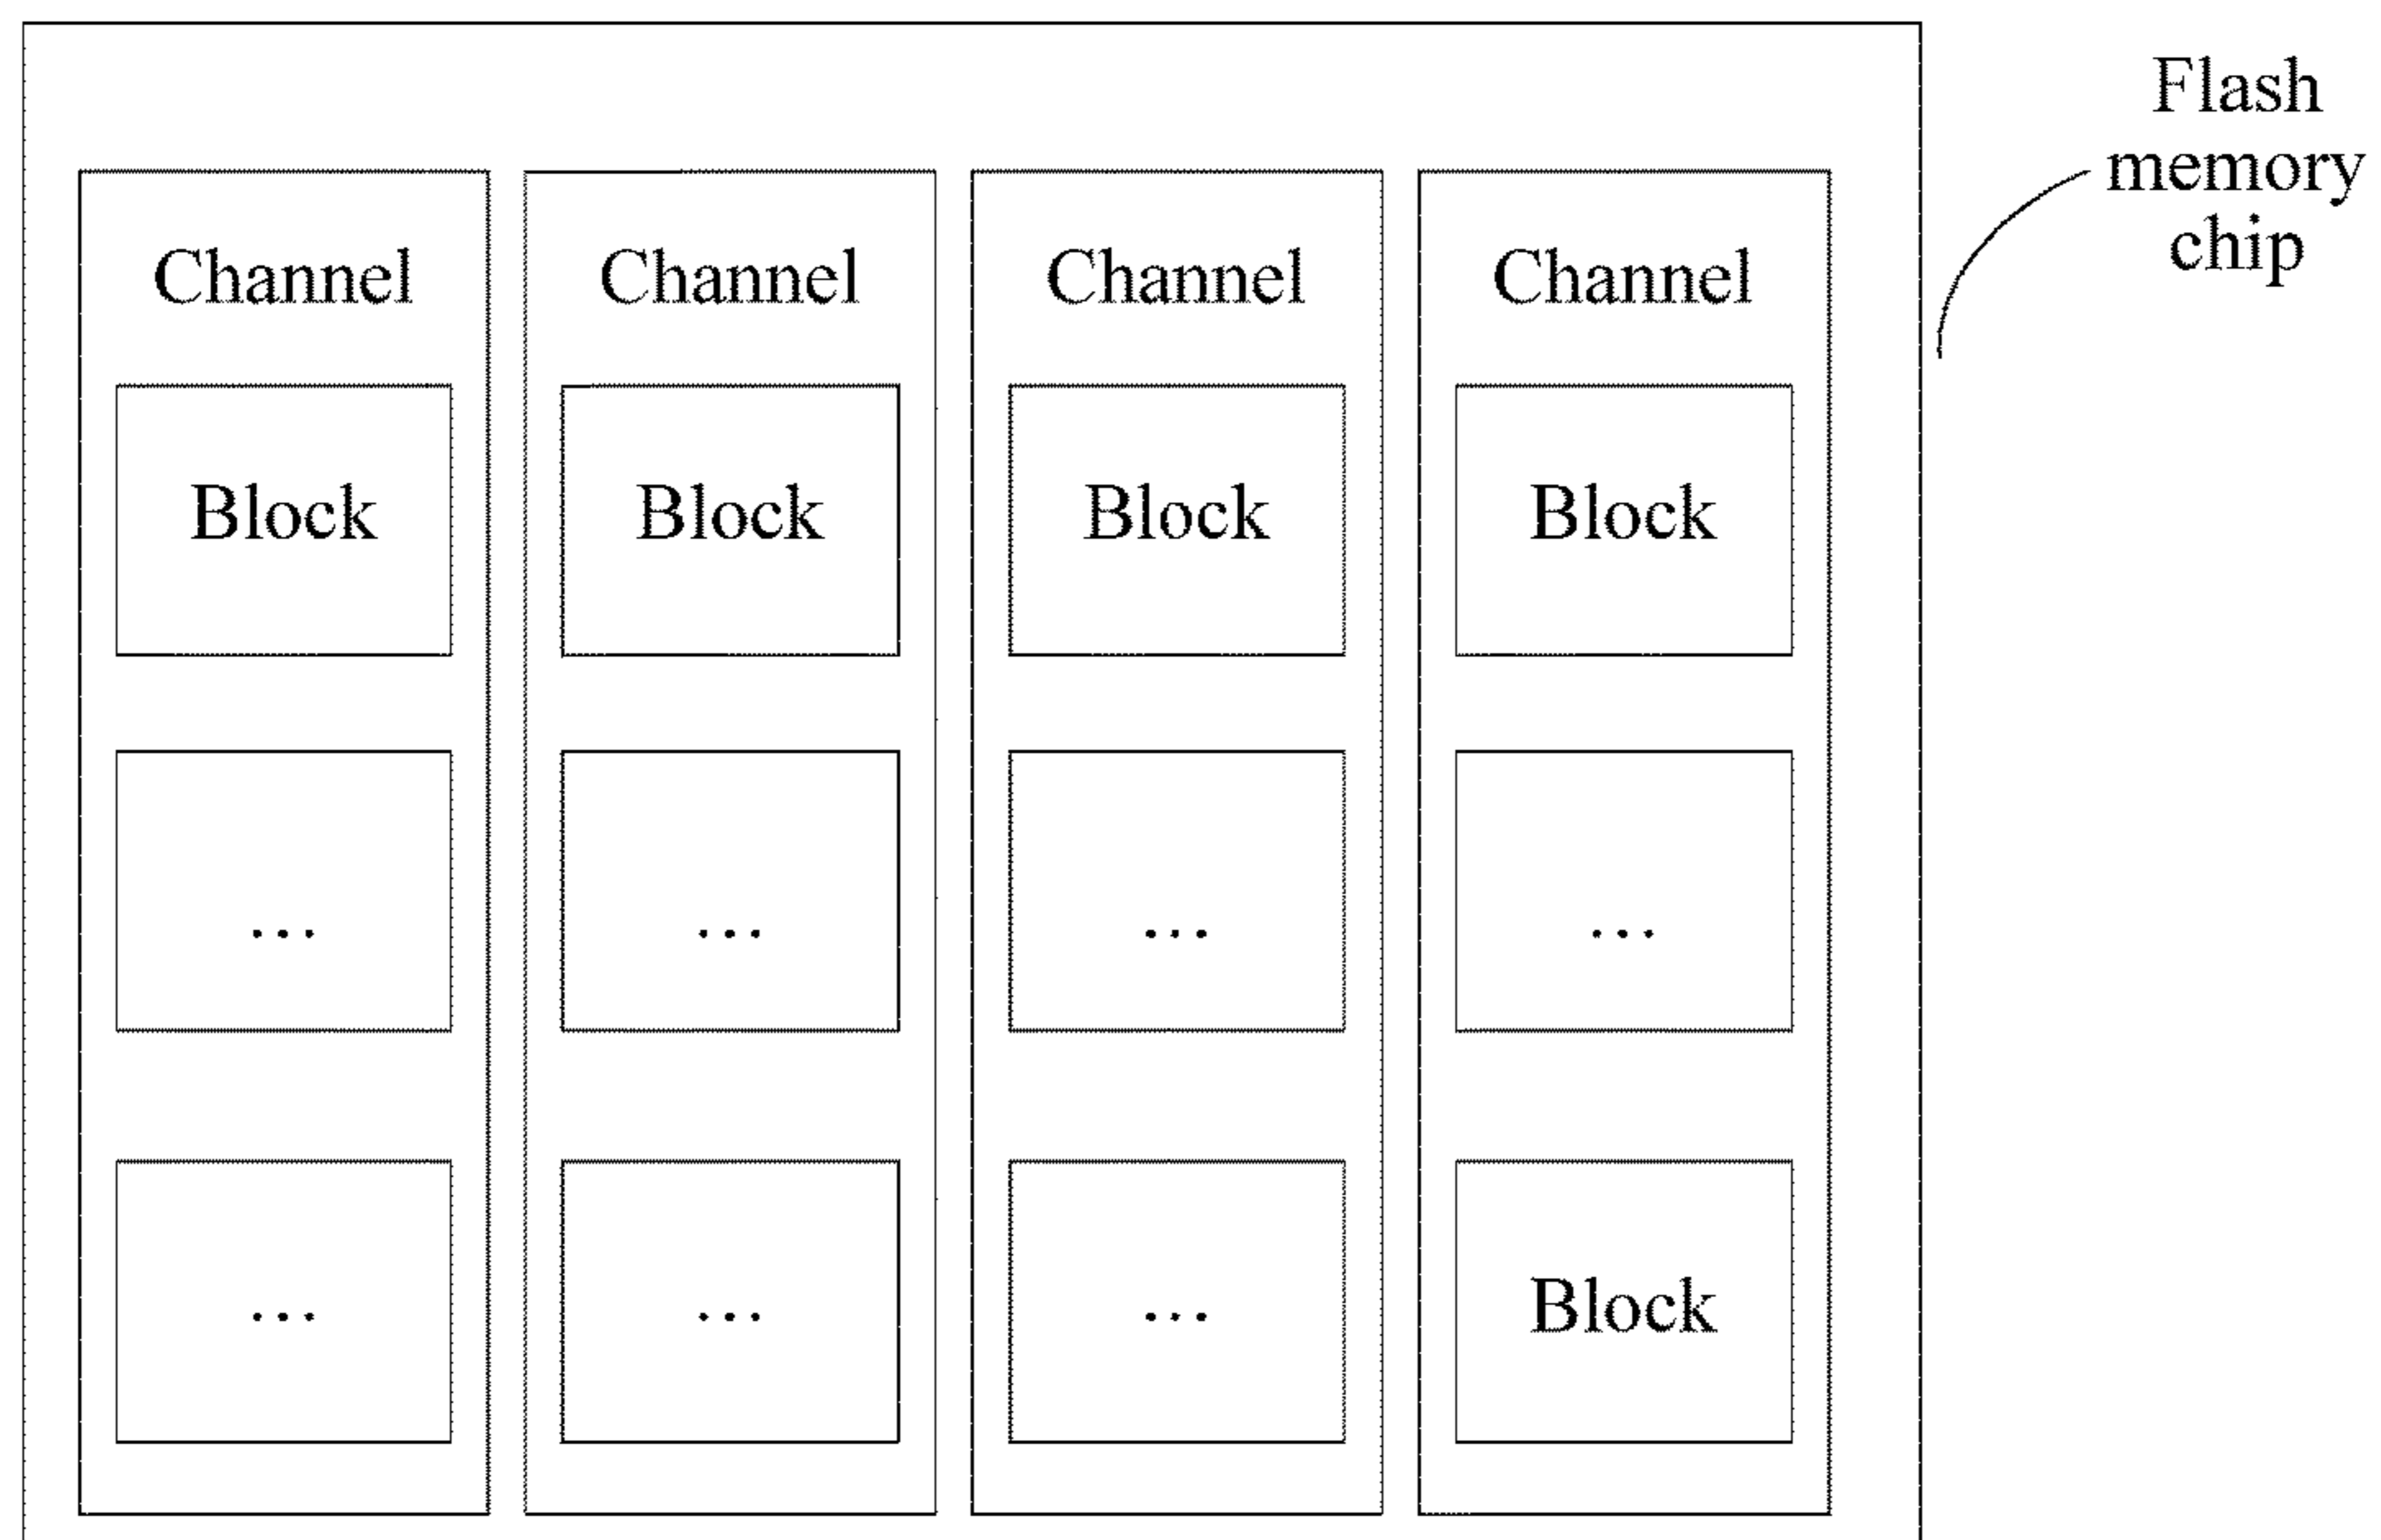 Flash
memory
chip
Channel Channel Channel Channel
Block Block Block Block
... ... ... ...
... ... ... Block